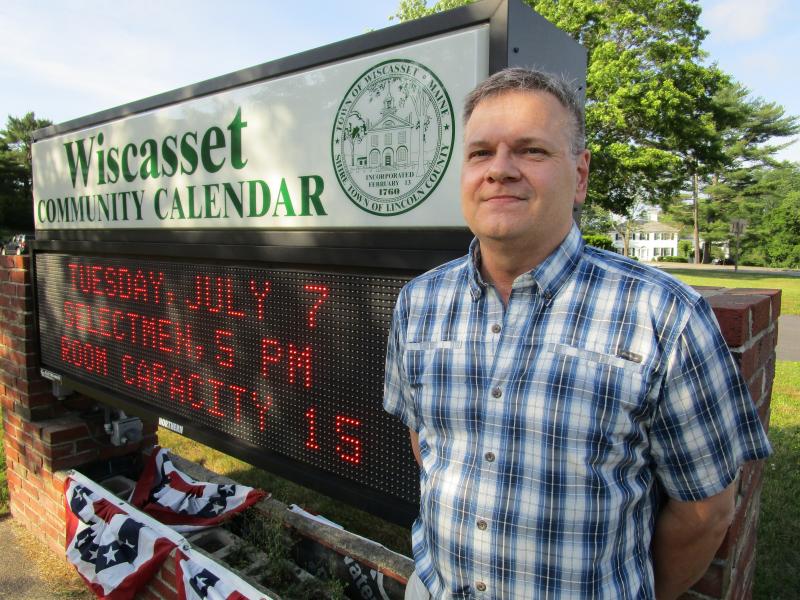 Wiscasset
COMMUNITY CALENDAR
TOWN OF WISCASSET, MAINE
INCORPORATED
FEBRUARY 13
1760
SHIRE TOWN OF LINCOLN COUNTY
TUESDAY, JULY 7
SELECTMEN, 5 PM
ROOM CAPACITY 15
NORTHERN